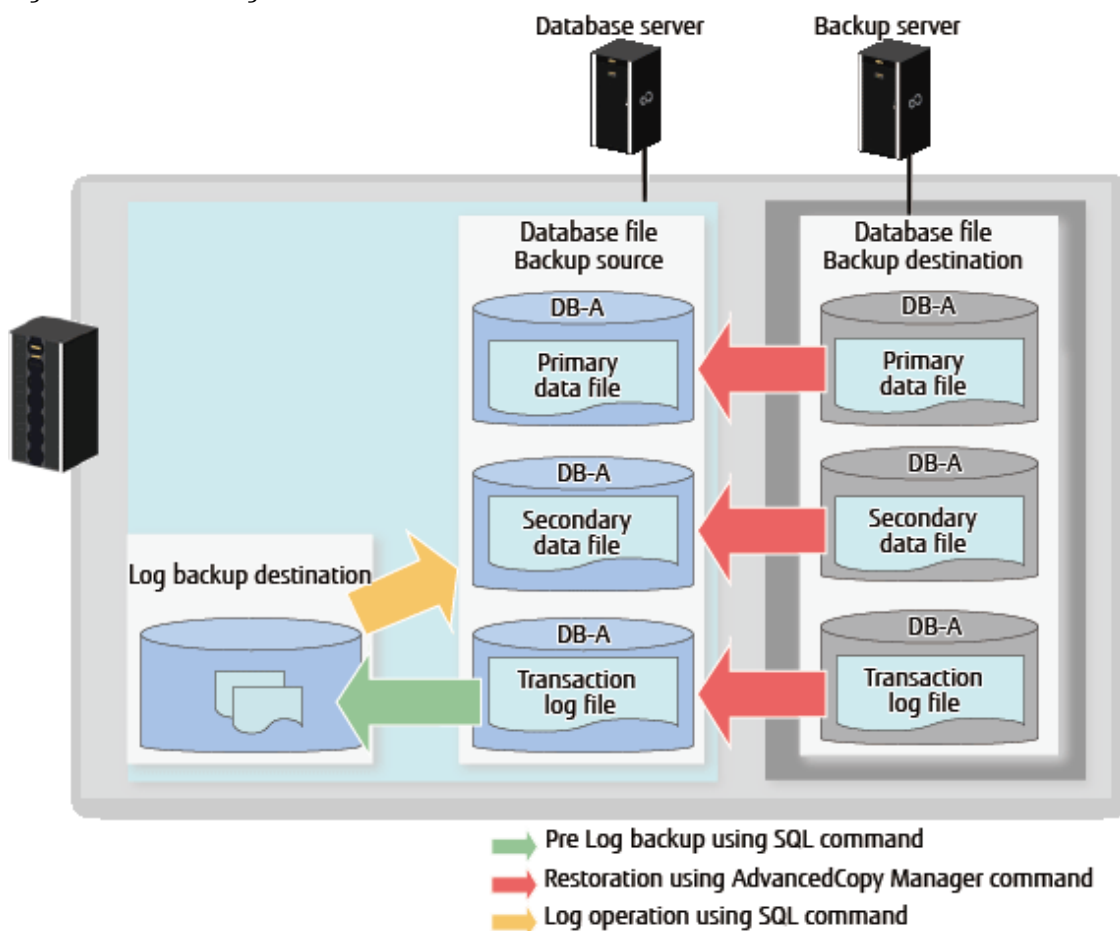 Database server
Backup server
Database file
Backup source
Database file
Backup destination
DB-A
Primary
data file
DB-A
Primary
data file
DB-A
Secondary
data file
DB-A
Secondary
data file
Log backup destination
DB-A
Transaction
log file
DB-A
Transaction
log file
Pre Log backup using SQL command
Restoration using AdvancedCopy Manager command
Log operation using SQL command